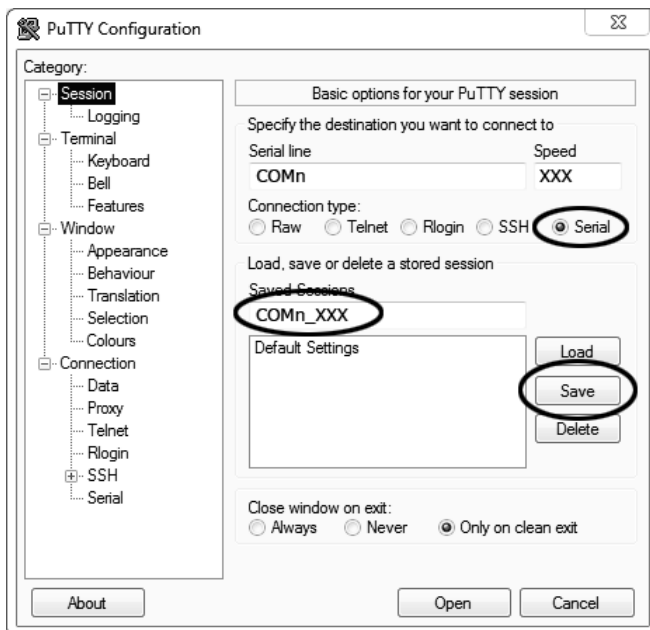 PuTTY Configuration
Category:
Session
Logging
Terminal
Keyboard
Bell
Features
Window
Appearance
Behaviour
Translation
Selection
Colours
Connection
Data
Proxy
Telnet
Rlogin
SSH
Serial
Basic options for your PuTTY session
Specify the destination you want to connect to
Serial line Speed
COMn XXX
Connection type:
Raw Telnet Rlogin SSH Serial
Load, save or delete a stored session
Saved Sessions
COMn_XXX
Default Settings
Load
Save
Delete
Close window on exit:
Always Never Only on clean exit
About Open Cancel